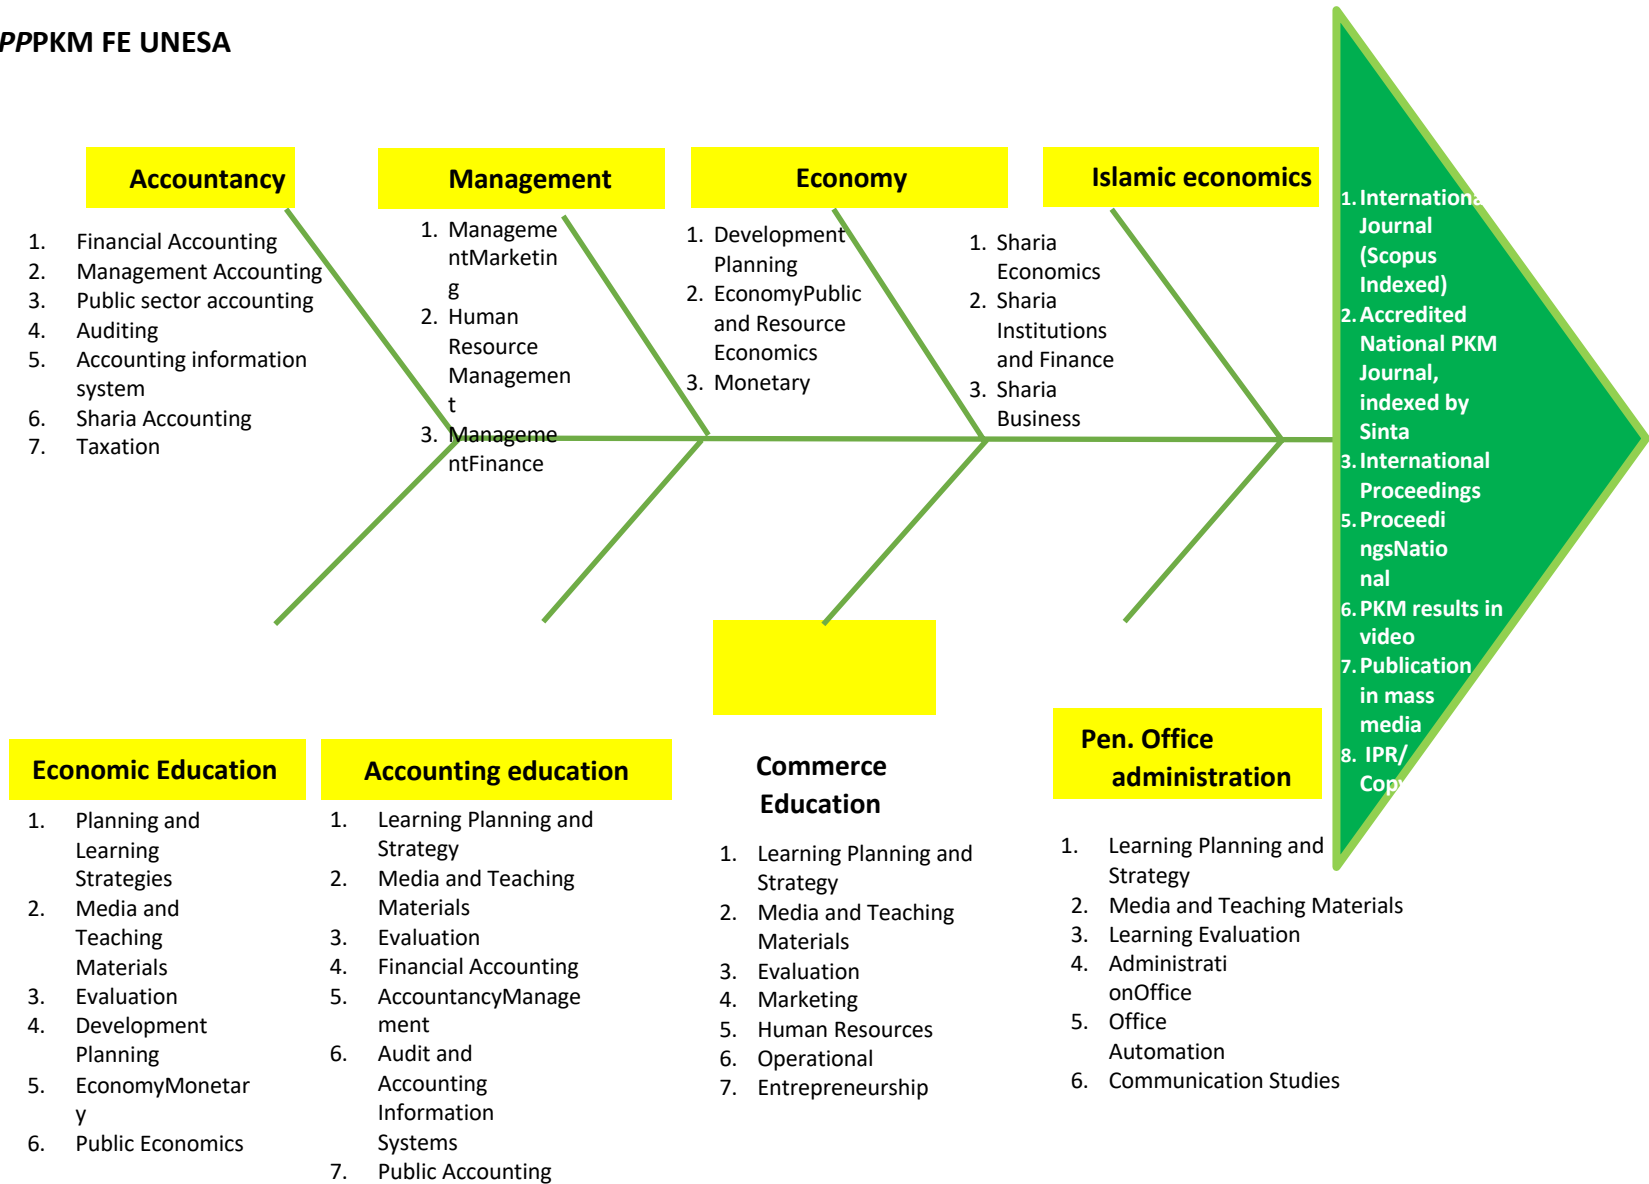 PPPKM FE UNESA
Accountancy
1. Financial Accounting
2. Management Accounting
3. Public sector accounting
4. Auditing
5. Accounting information
system
6. Sharia Accounting
7. Taxation
Management
1. Manageme
ntMarketin
g
2. Human
Resource
Managemen
t
3. Manageme
ntFinance
Economy
1. Development
Planning
2. EconomyPublic
and Resource
Economics
3. Monetary
Islamic economics
1. Sharia
Economics
2. Sharia
Institutions
and Finance
3. Sharia
Business
1. Internationa
Journal
(Scopus
Indexed)
2. Accredited
National PKM
Journal,
indexed by
Sinta
3. International
Proceedings
5. Proceedi
ngsNatio
nal
6. PKM results in
video
7. Publication
in mass
media
8. IPR/
Cop
Economic Education
1. Planning and
Learning
Strategies
2. Media and
Teaching
Materials
3. Evaluation
4. Development
Planning
5. EconomyMonetar
y
6. Public Economics
Accounting education
1. Learning Planning and
Strategy
2. Media and Teaching
Materials
3. Evaluation
4. Financial Accounting
5. AccountancyManage
ment
6. Audit and
Accounting
Information
Systems
7. Public Accounting
Commerce
Education
1. Learning Planning and
Strategy
2. Media and Teaching
Materials
3. Evaluation
4. Marketing
5. Human Resources
6. Operational
7. Entrepreneurship
Pen. Office
administration
1. Learning Planning and
Strategy
2. Media and Teaching Materials
3. Learning Evaluation
4. Administrati
onOffice
5. Office
Automation
6. Communication Studies